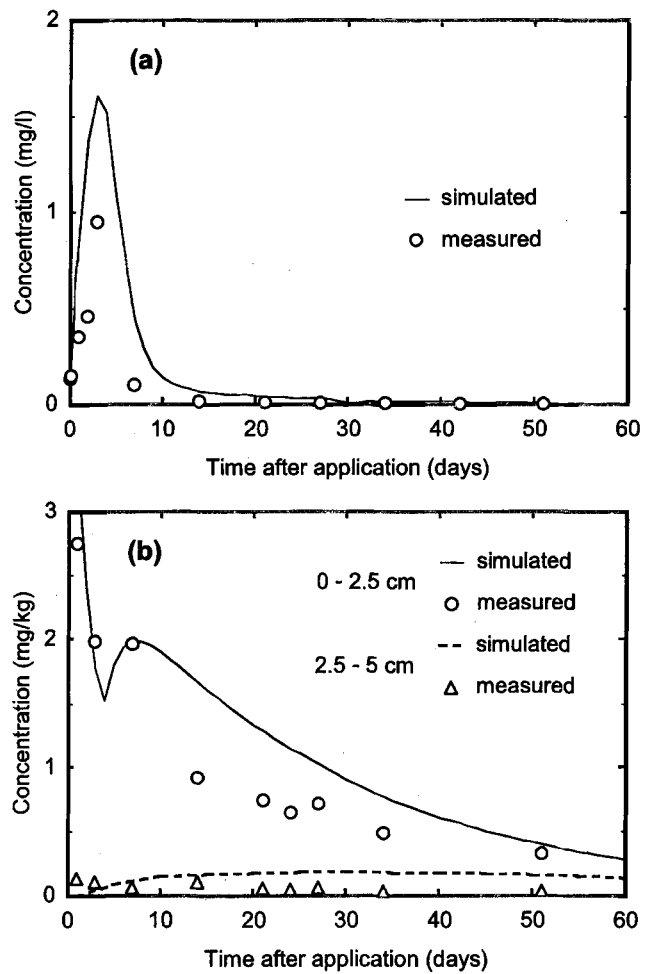 2
(a)
Concentration (mg/l)
simulated
1
measured
0
0 10 20 30 40 50 60
Time after application (days)
3
(b)
simulated
0 - 2.5 cm
measured
Concentration (mg/kg)
2
simulated
2.5 - 5 cm
measured
1
0
0 10 20 30 40 50 60
Time after application (days)